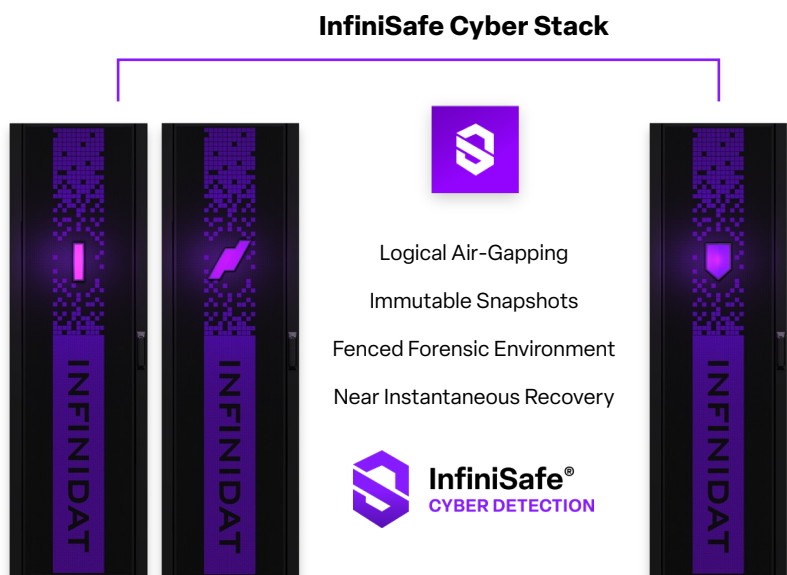 InfiniSafe Cyber Stack
Logical Air-Gapping
Immutable Snapshots
Fenced Forensic Environment
Near Instantaneous Recovery
InfiniSafe®
CYBER DETECTION
INFINIDAT
INFINIDAT
INFINIDAT